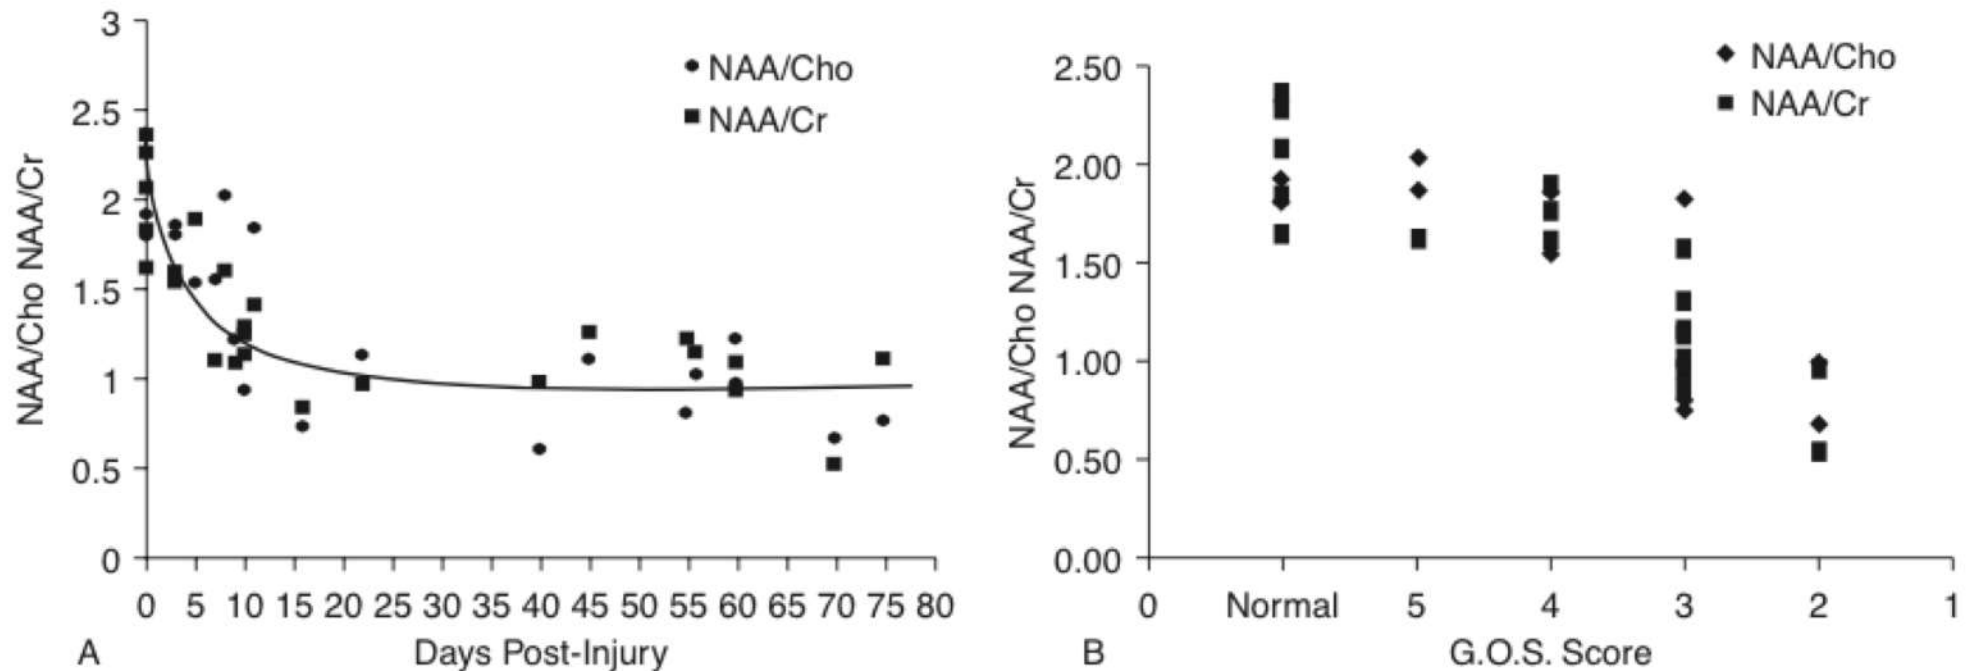 3
2.5
2
1.5
1
0.5
0
NAA/Cho NAA/Cr
NAA/Cho
NAA/Cr
0 5 10 15 20 25 30 35 40 45 50 55 60 65 70 75 80
A
Days Post-Injury
2.50
2.00
1.50
1.00
0.50
0.00
NAA/Cho NAA/Cr
NAA/Cho
NAA/Cr
0 Normal 5 4 3 2 1
B
G.O.S. Score